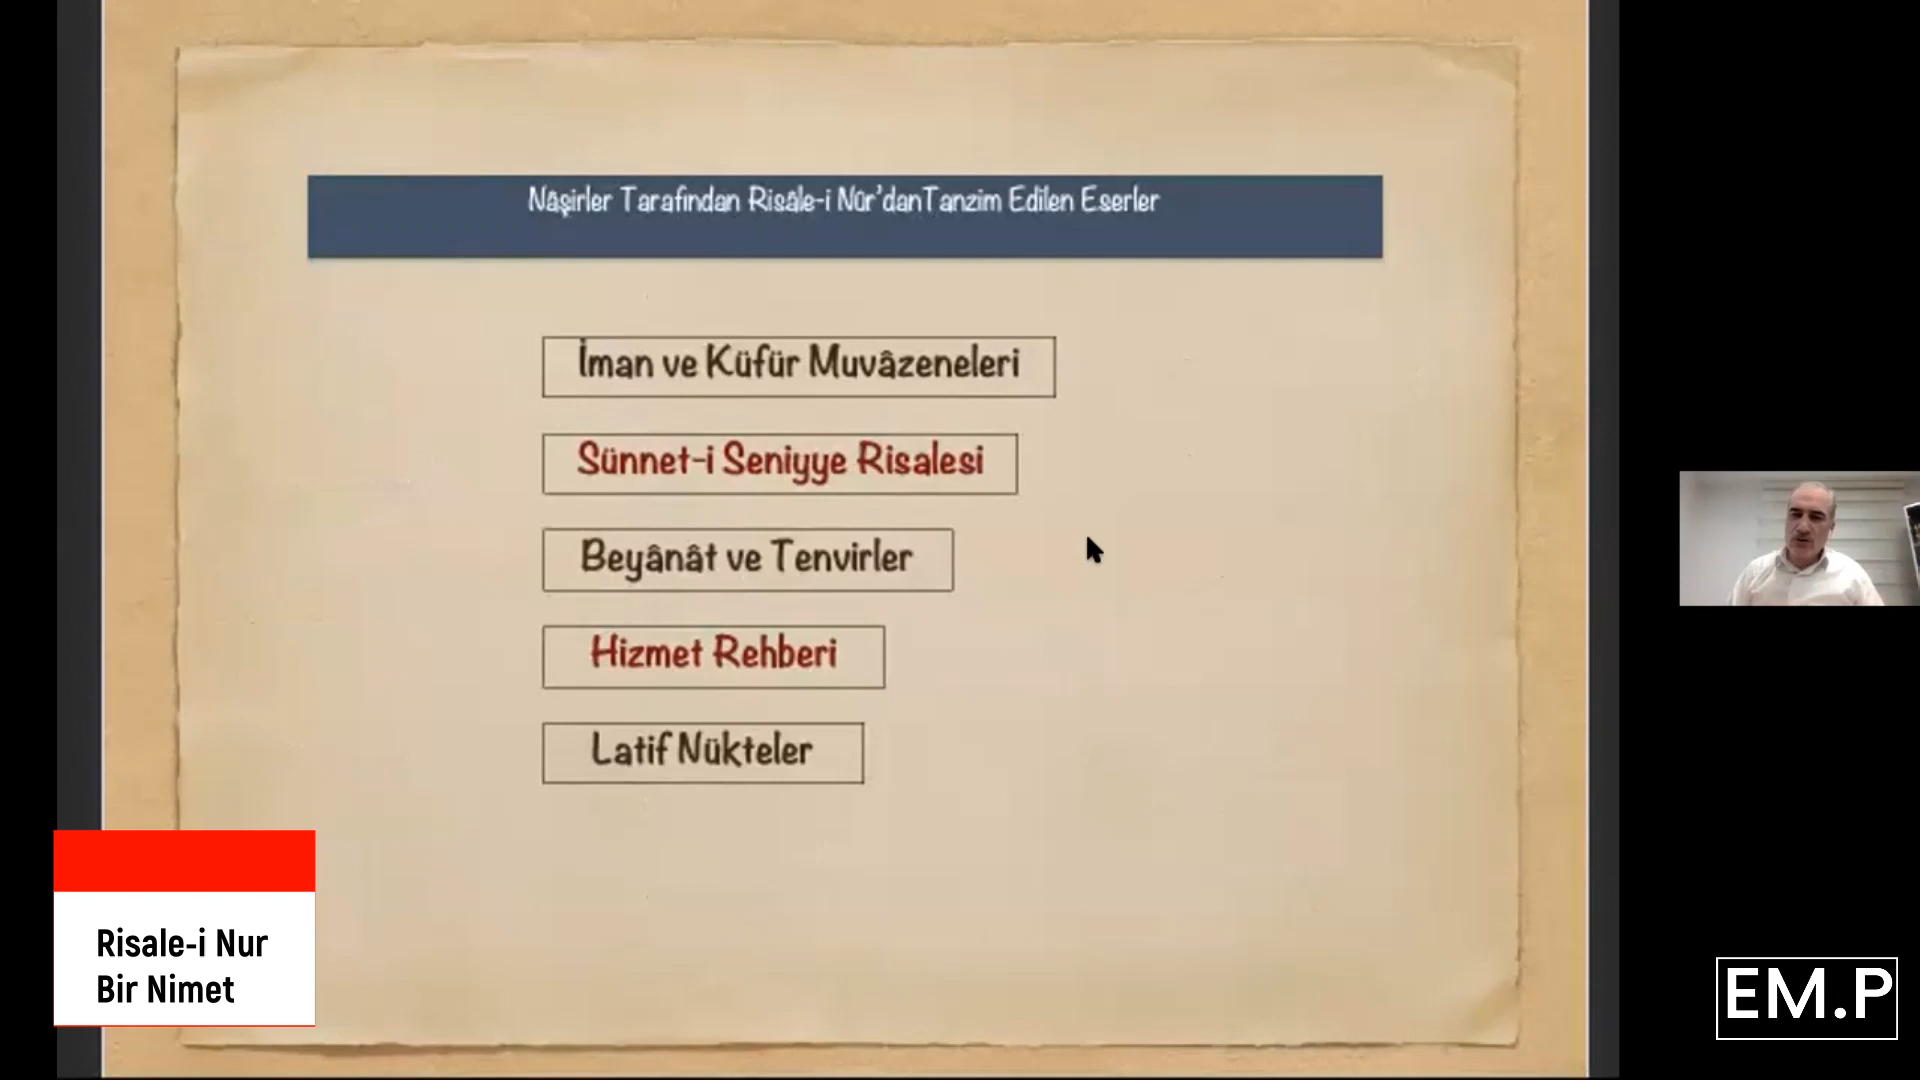 Nâşirler Tarafından Risâle-i Nûr'danTanzim Edilen Eserler
İman ve Küfür Muvâzeneleri
Sünnet-i Seniyye Risalesi
Beyânât ve Tenvirler
Hizmet Rehberi
Latif Nükteler
Risale-i Nur
Bir Nimet
EM.P